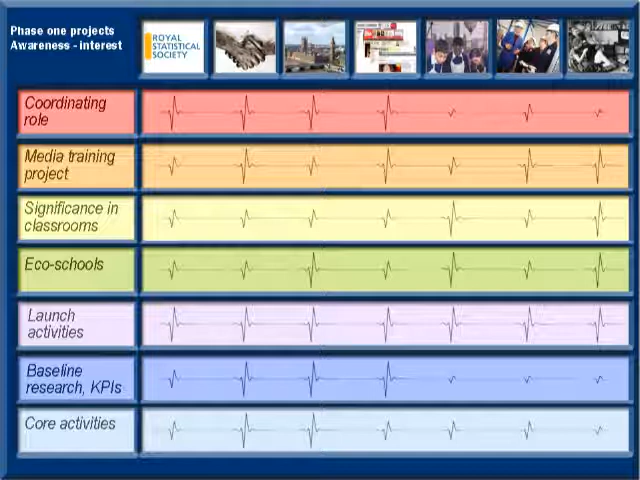 Phase one projects
Awareness - interest
ROYAL
STATISTICAL
SOCIETY
Coordinating
role
Media training
project
Significance in
classrooms
Eco-schools
Launch
activities
Baseline
research, KPIs
Core activities